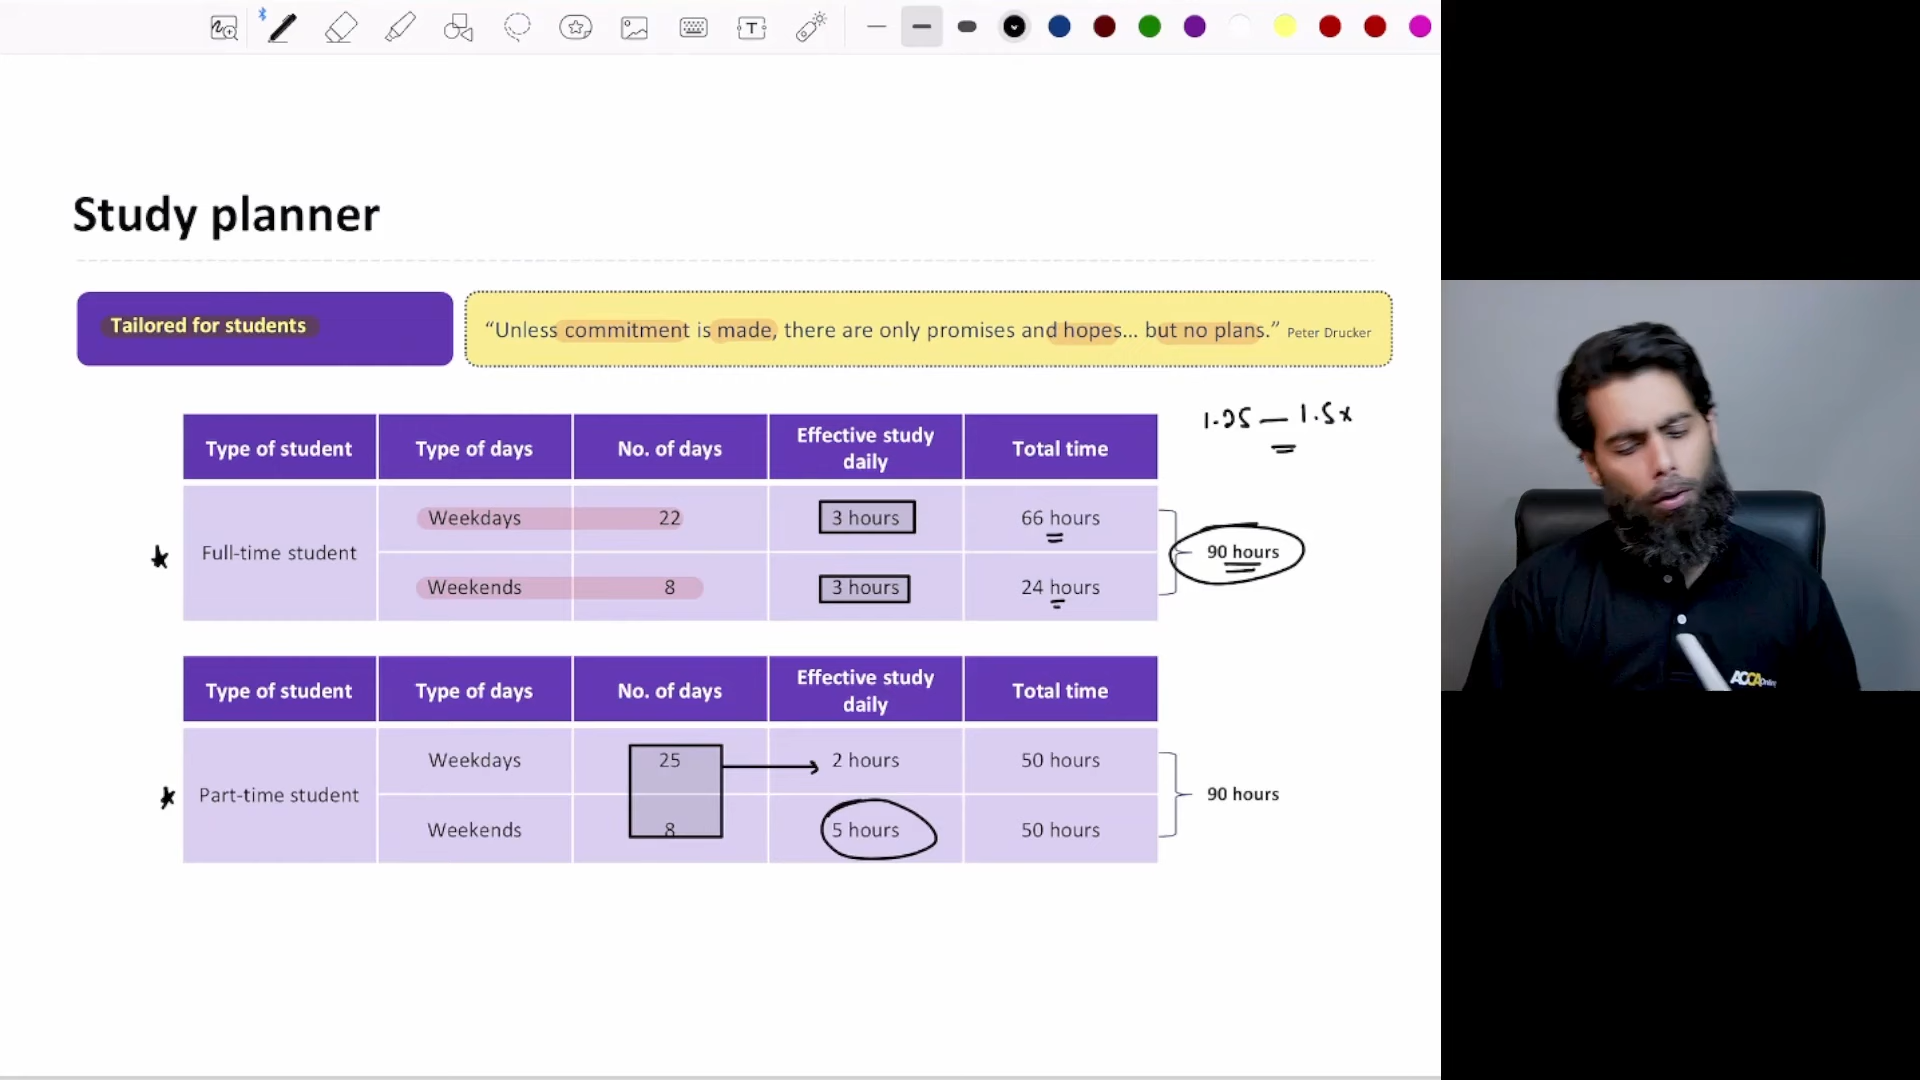 Study planner
Tailored for students
“Unless commitment is made, there are only promises and hopes... but no plans.” Peter Drucker
1.25 — 1.5x
Type of student Type of days No. of days Effective study daily Total time
Full-time student
Weekdays 22 3 hours 66 hours
90 hours
Weekends 8 3 hours 24 hours
Type of student Type of days No. of days Effective study daily Total time
Part-time student
Weekdays 25 2 hours 50 hours
90 hours
Weekends 8 5 hours 50 hours
ACCA